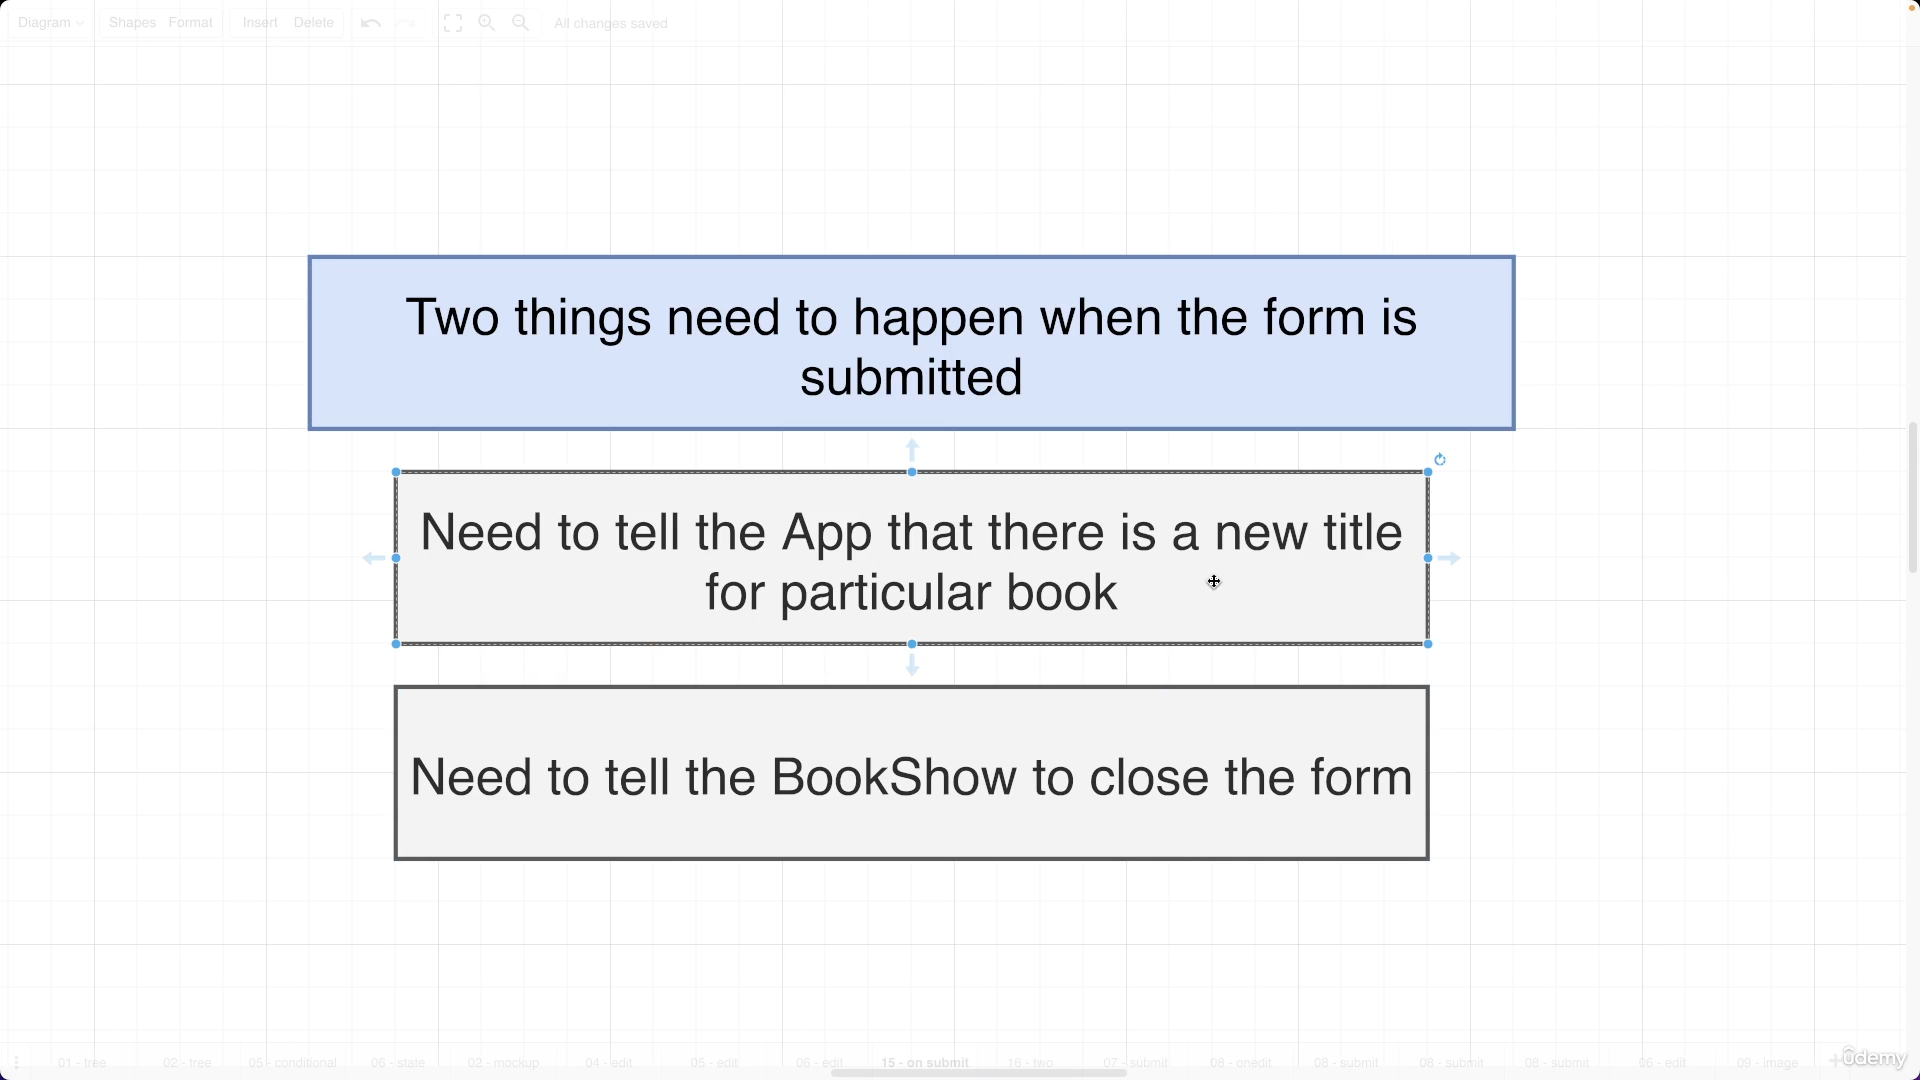 Diagram Shapes Format Insert Delete All changes saved
Two things need to happen when the form is
submitted
Need to tell the App that there is a new title
for particular book
Need to tell the BookShow to close the form
01 - tree 02 - tree 05 - conditional 06 - state 02 - mockup 04 - edit 05 - edit 06 - edit 15 - on submit 16 - two 07 - submit 08 - onedit 08 - submit 08 - submit 08 - submit 06 - edit 09 - image
ûdemy